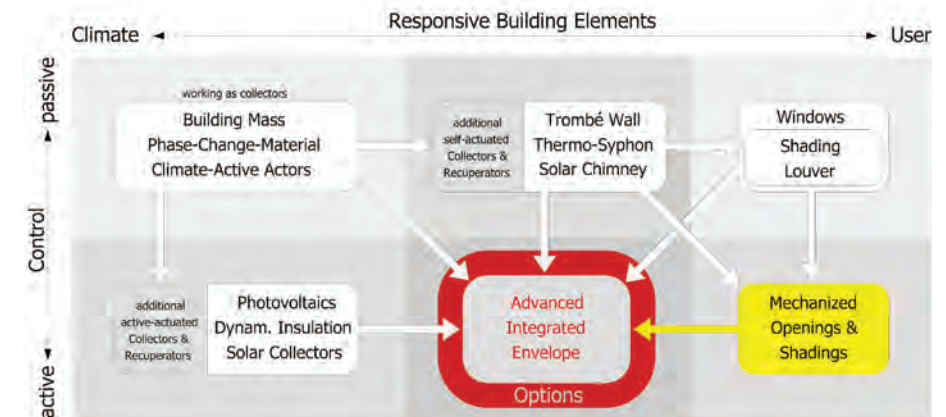 Responsive Building Elements
Climate
User
passive
Control
active
working as collectors
Building Mass
Phase-Change-Material
Climate-Active Actors
additional
self-actuated
Collectors &
Recuperators
Trombé Wall
Thermo-Syphon
Solar Chimney
Windows
Shading
Louver
additional
active-actuated
Collectors &
Recuperators
Photovoltaics
Dynam. Insulation
Solar Collectors
Advanced
Integrated
Envelope
Options
Mechanized
Openings &
Shadings